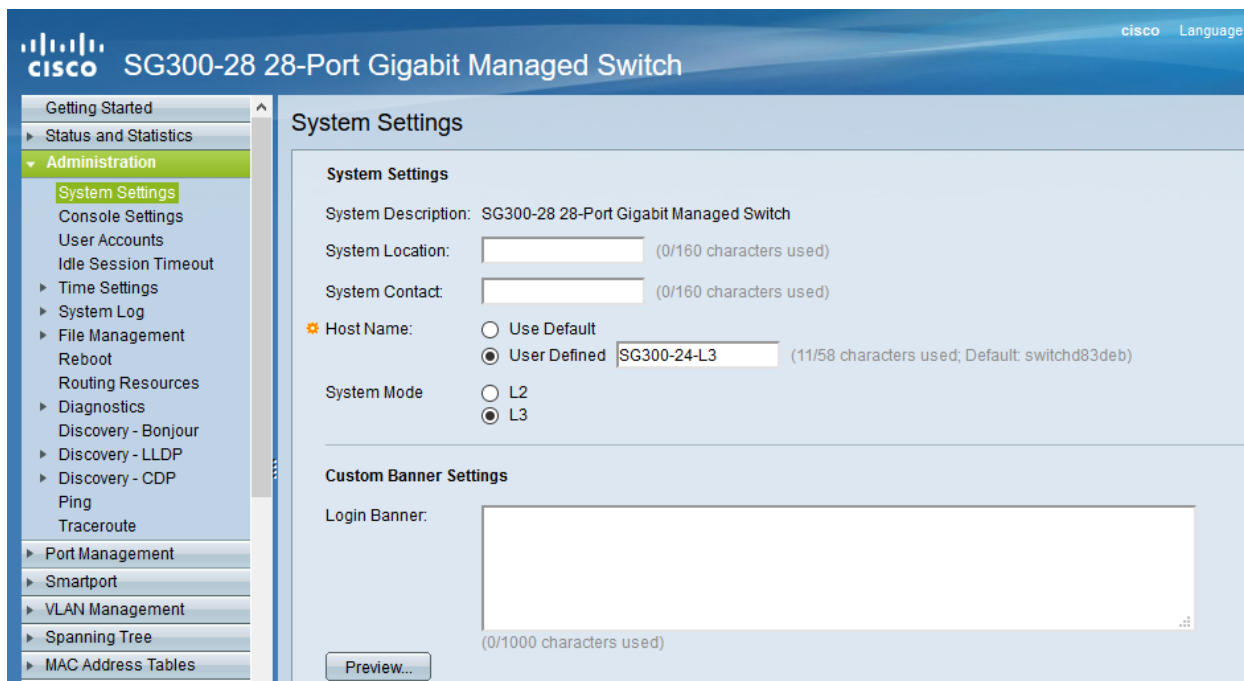 cisco Language
cisco SG300-28 28-Port Gigabit Managed Switch
Getting Started
Status and Statistics
Administration
System Settings
Console Settings
User Accounts
Idle Session Timeout
Time Settings
System Log
File Management
Reboot
Routing Resources
Diagnostics
Discovery - Bonjour
Discovery - LLDP
Discovery - CDP
Ping
Traceroute
Port Management
Smartport
VLAN Management
Spanning Tree
MAC Address Tables
System Settings
System Settings
System Description: SG300-28 28-Port Gigabit Managed Switch
System Location: (0/160 characters used)
System Contact: (0/160 characters used)
Host Name: Use Default
User Defined SG300-24-L3 (11/58 characters used; Default: switchd83deb)
System Mode L2
L3
Custom Banner Settings
Login Banner:
(0/1000 characters used)
Preview...